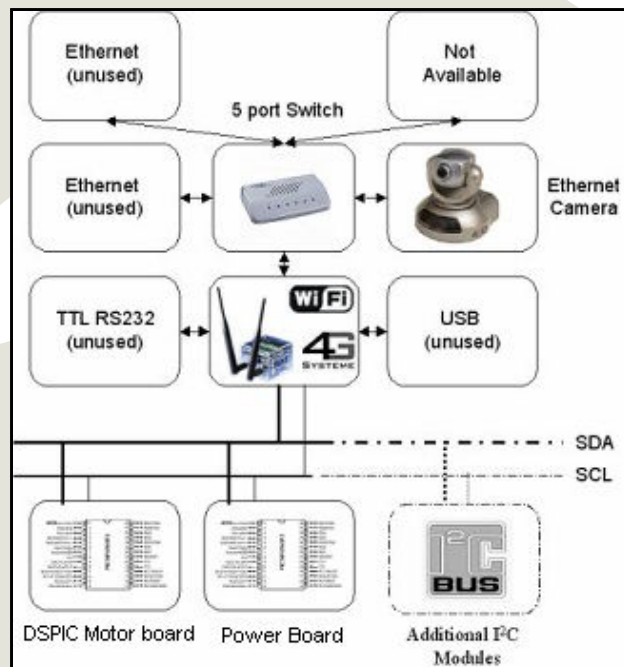 Ethernet
(unused)
Not
Available
5 port Switch
Ethernet
(unused)
Ethernet
Camera
TTL RS232
(unused)
WiFi
4G
SYSTEME
USB
(unused)
SDA
SCL
DSPIC Motor board
Power Board
I²C
BUS
Additional I²C
Modules